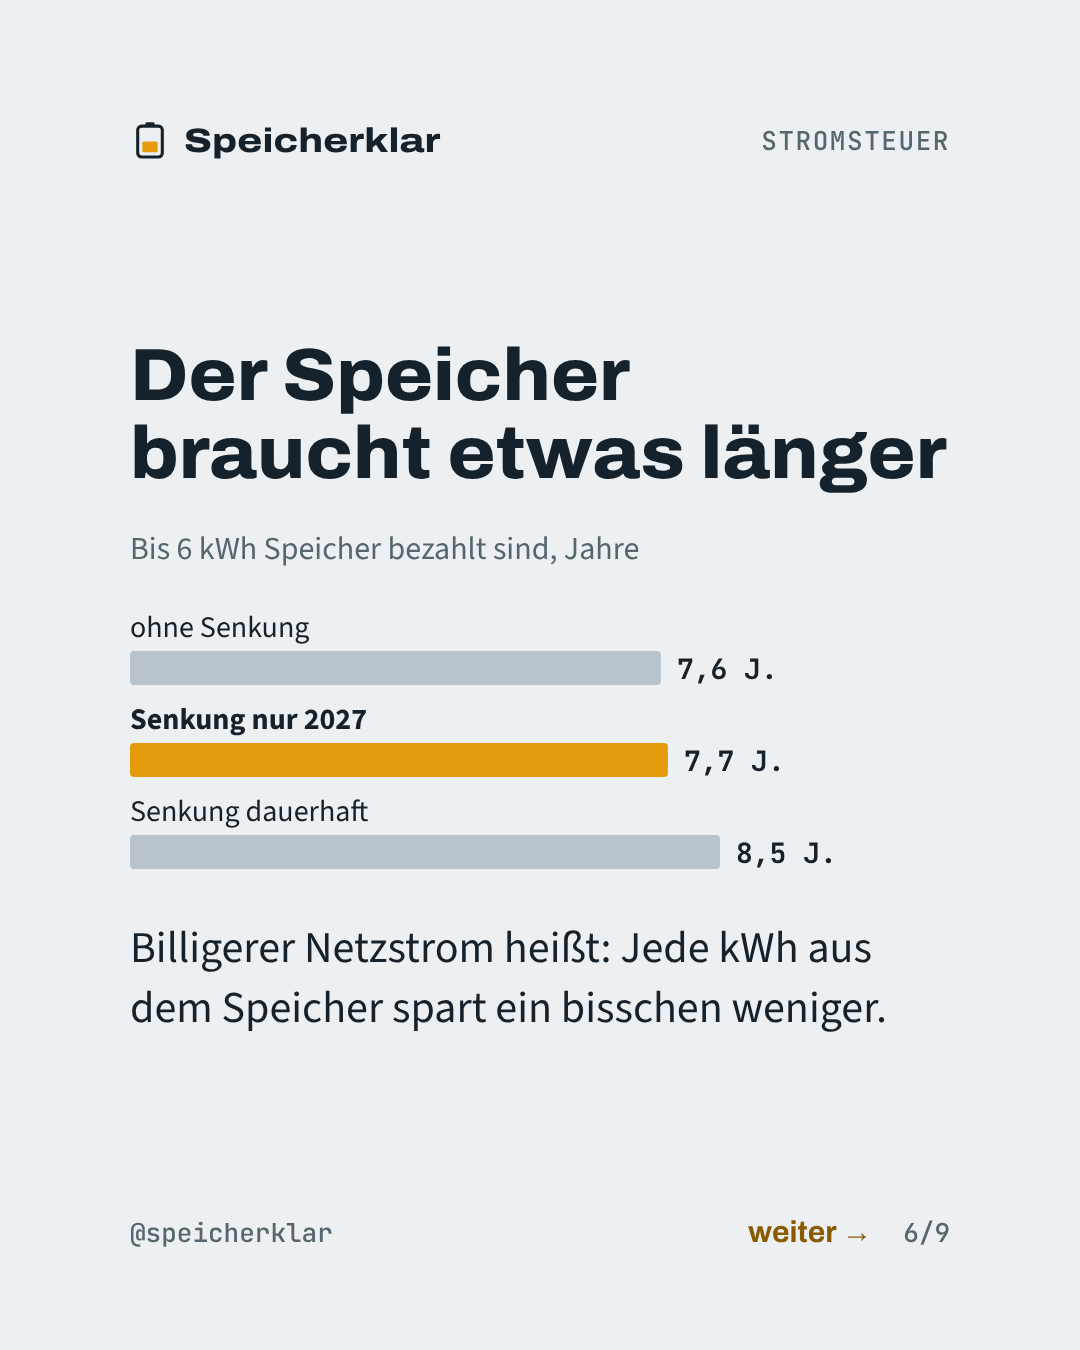 Speicherklar
STROMSTEUER
Der Speicher
braucht etwas länger
Bis 6 kWh Speicher bezahlt sind, Jahre
ohne Senkung
7,6 J.
Senkung nur 2027
7,7 J.
Senkung dauerhaft
8,5 J.
Billigerer Netzstrom heißt: Jede kWh aus
dem Speicher spart ein bisschen weniger.
@speicherklar
weiter →
6/9